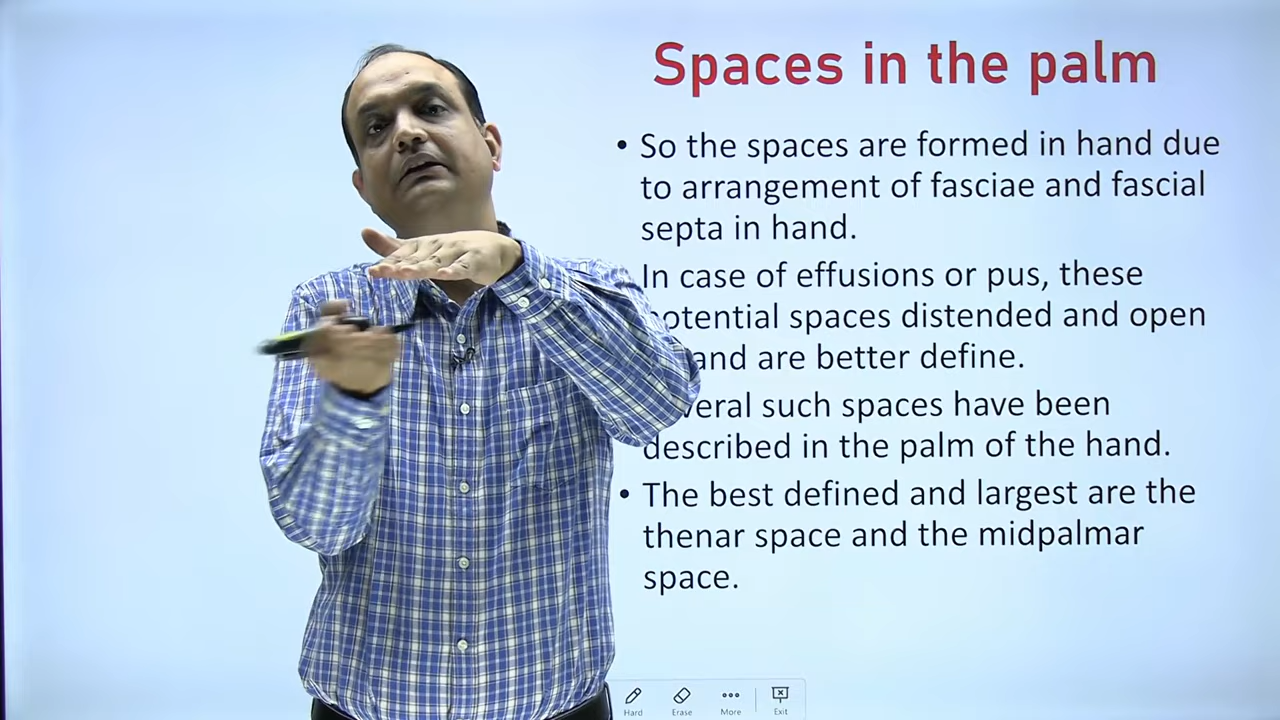 Spaces in the palm
• So the spaces are formed in hand due
to arrangement of fasciae and fascial
septa in hand.
In case of effusions or pus, these
potential spaces distended and open
and are better define.
veral such spaces have been
described in the palm of the hand.
• The best defined and largest are the
thenar space and the midpalmar
space.
Hard Erase More Exit